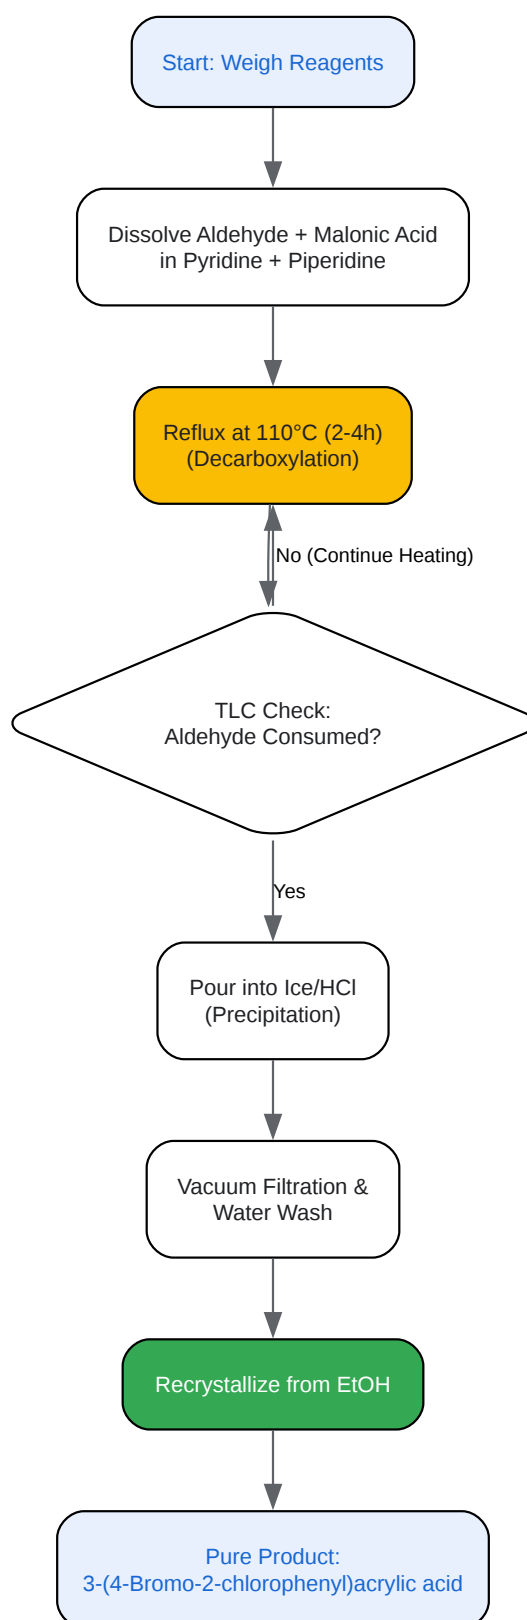 Start: Weigh Reagents
Dissolve Aldehyde + Malonic Acid
in Pyridine + Piperidine
Reflux at 110°C (2-4h)
(Decarboxylation)
No (Continue Heating)
TLC Check:
Aldehyde Consumed?
Yes
Pour into Ice/HCl
(Precipitation)
Vacuum Filtration &
Water Wash
Recrystallize from EtOH
Pure Product:
3-(4-Bromo-2-chlorophenyl)acrylic acid